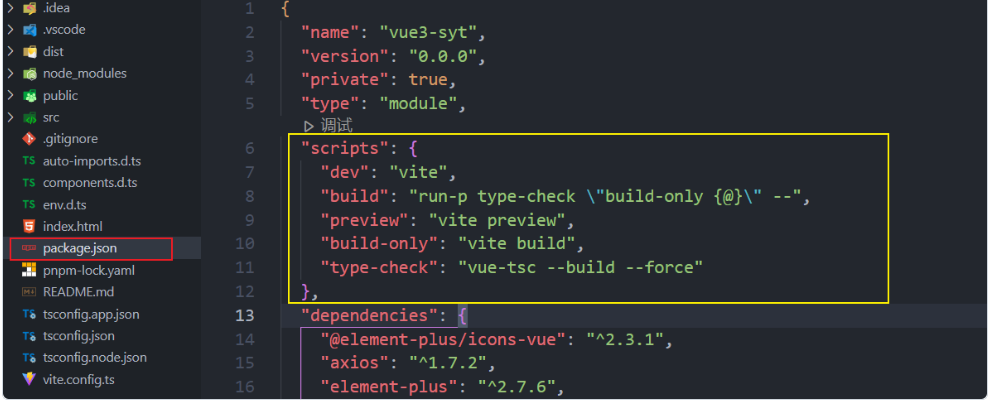 .idea
.vscode
dist
node_modules
public
src
.gitignore
TS auto-imports.d.ts
TS components.d.ts
TS env.d.ts
index.html
package.json
pnpm-lock.yaml
README.md
tsconfig.app.json
tsconfig.json
tsconfig.node.json
vite.config.ts
1 {
2 "name": "vue3-syt",
3 "version": "0.0.0",
4 "private": true,
5 "type": "module",
调试
6 "scripts": {
7 "dev": "vite",
8 "build": "run-p type-check \"build-only {@}\" --",
9 "preview": "vite preview",
10 "build-only": "vite build",
11 "type-check": "vue-tsc --build --force"
12 },
13 "dependencies": {
14 "@element-plus/icons-vue": "^2.3.1",
15 "axios": "^1.7.2",
16 "element-plus": "^2.7.6",